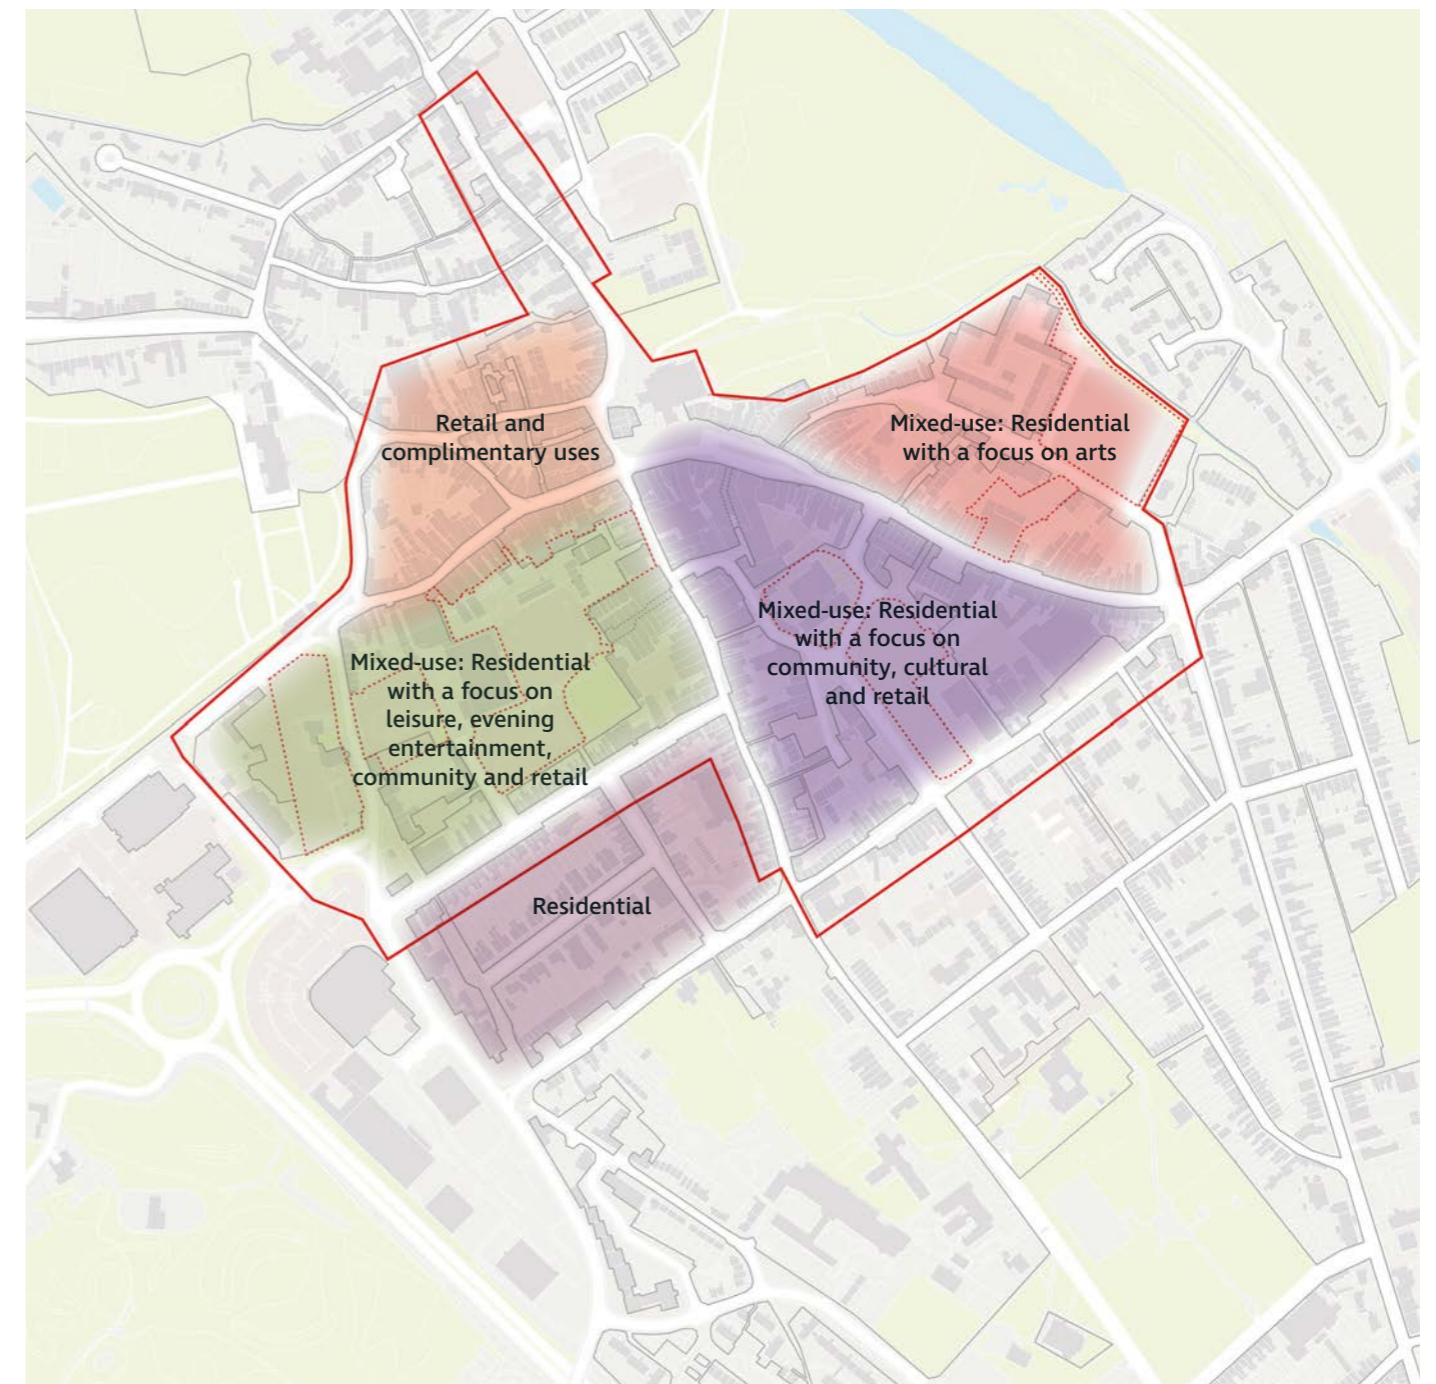 Retail and
complimentary uses
Mixed-use: Residential
with a focus on arts
Mixed-use: Residential
with a focus on
community, cultural
and retail
Mixed-use: Residential
with a focus on
leisure, evening
entertainment,
community and retail
Residential